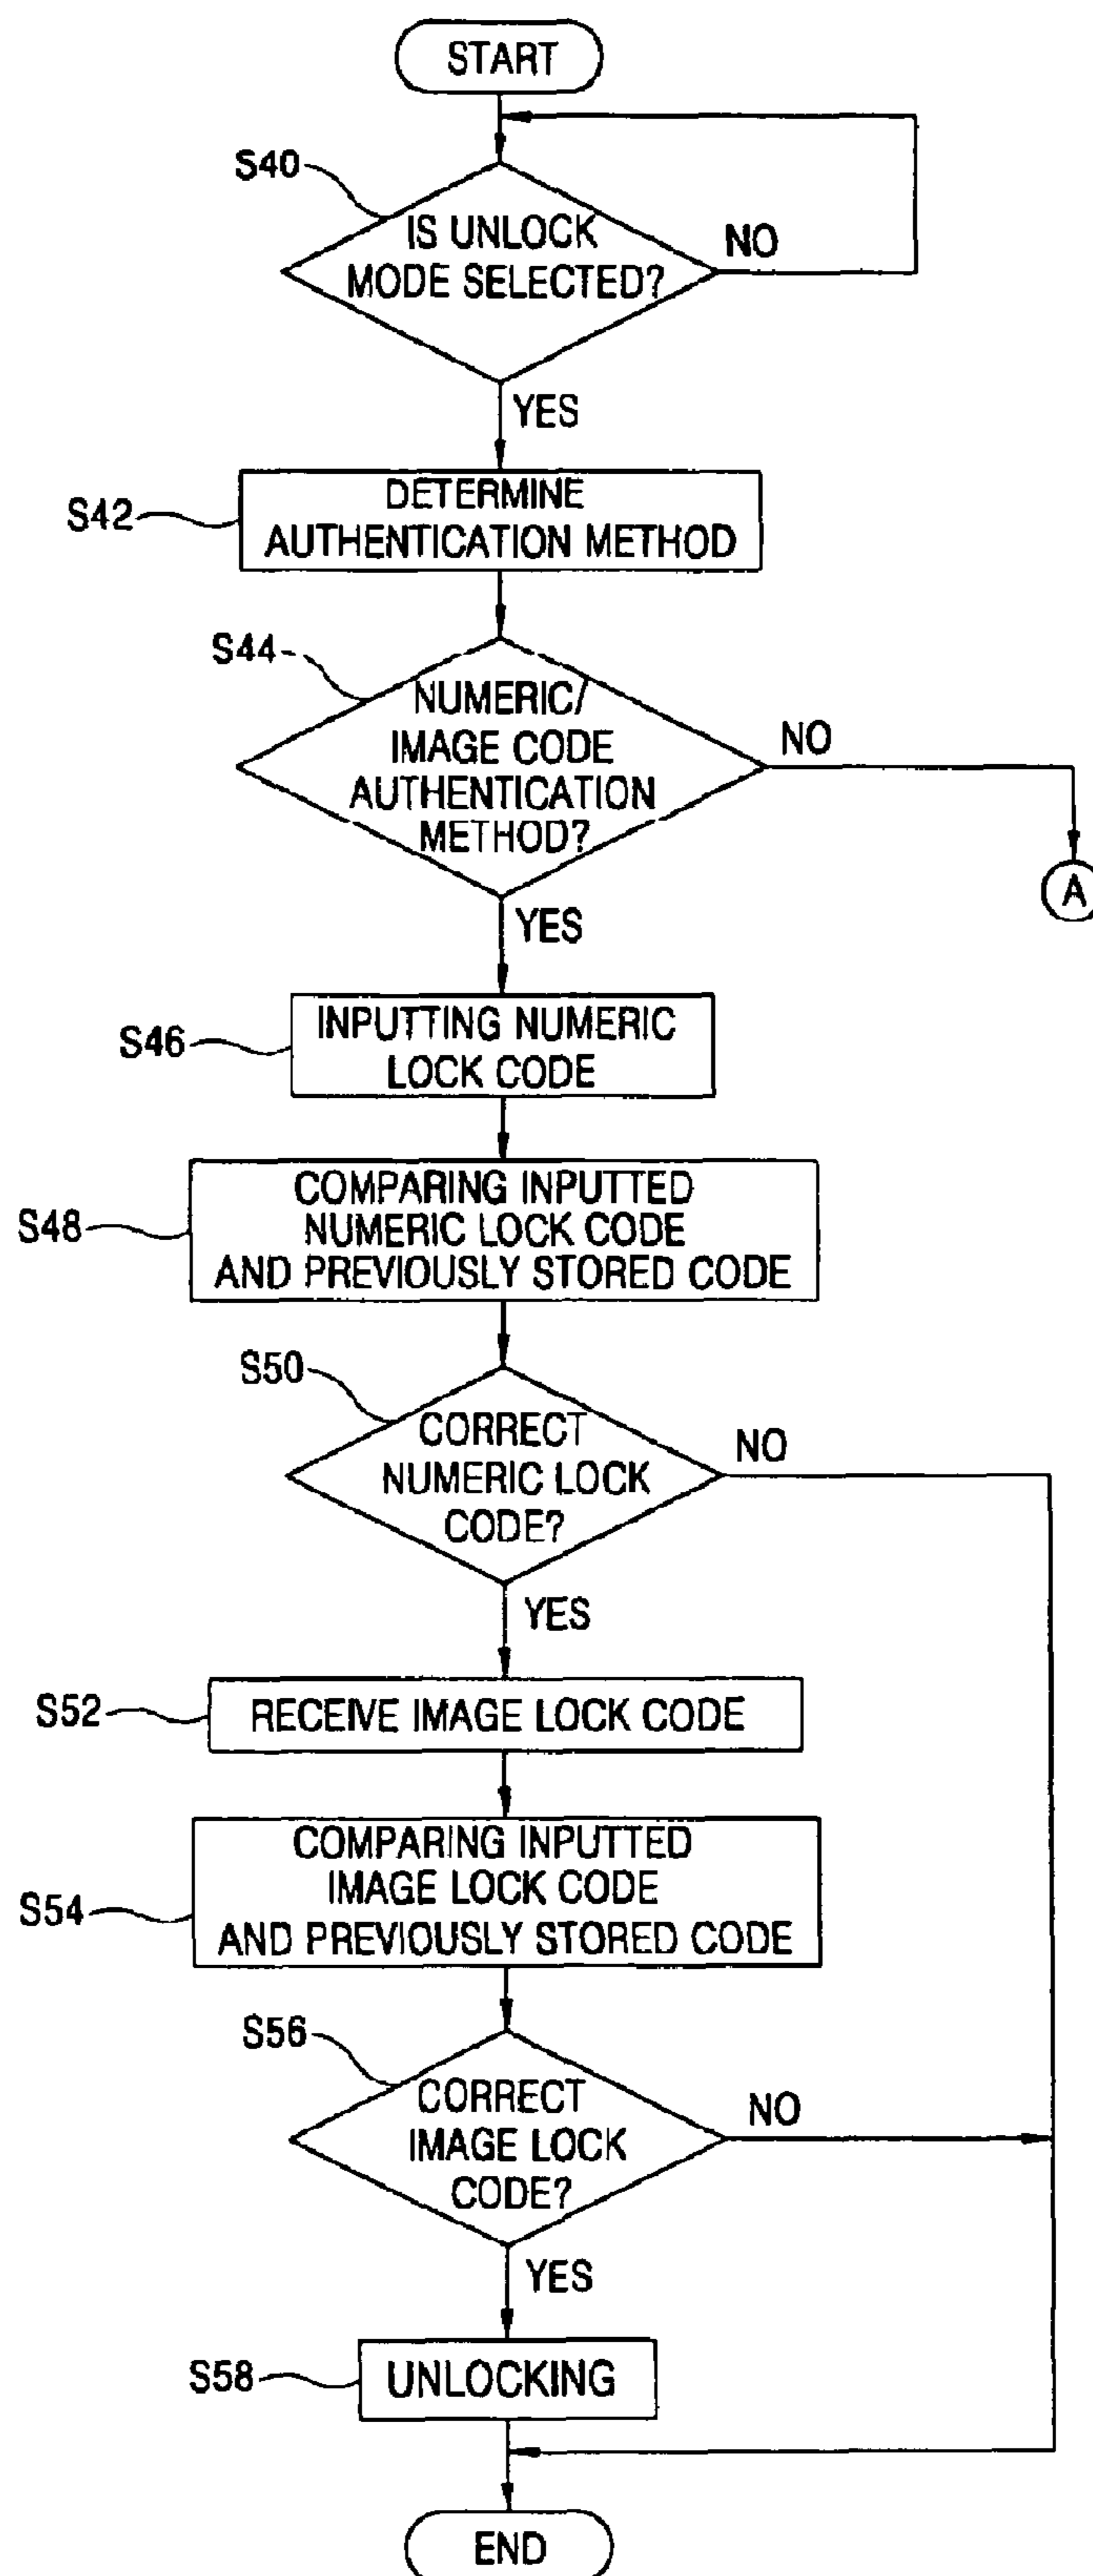 START
S40
IS UNLOCK
MODE SELECTED?
NO
YES
S42
DETERMINE
AUTHENTICATION METHOD
S44
NUMERIC/
IMAGE CODE
AUTHENTICATION
METHOD?
NO
A
YES
S46
INPUTTING NUMERIC
LOCK CODE
S48
COMPARING INPUTTED
NUMERIC LOCK CODE
AND PREVIOUSLY STORED CODE
S50
CORRECT
NUMERIC LOCK
CODE?
NO
YES
S52
RECEIVE IMAGE LOCK CODE
S54
COMPARING INPUTTED
IMAGE LOCK CODE
AND PREVIOUSLY STORED CODE
S56
CORRECT
IMAGE LOCK
CODE?
NO
YES
S58
UNLOCKING
END